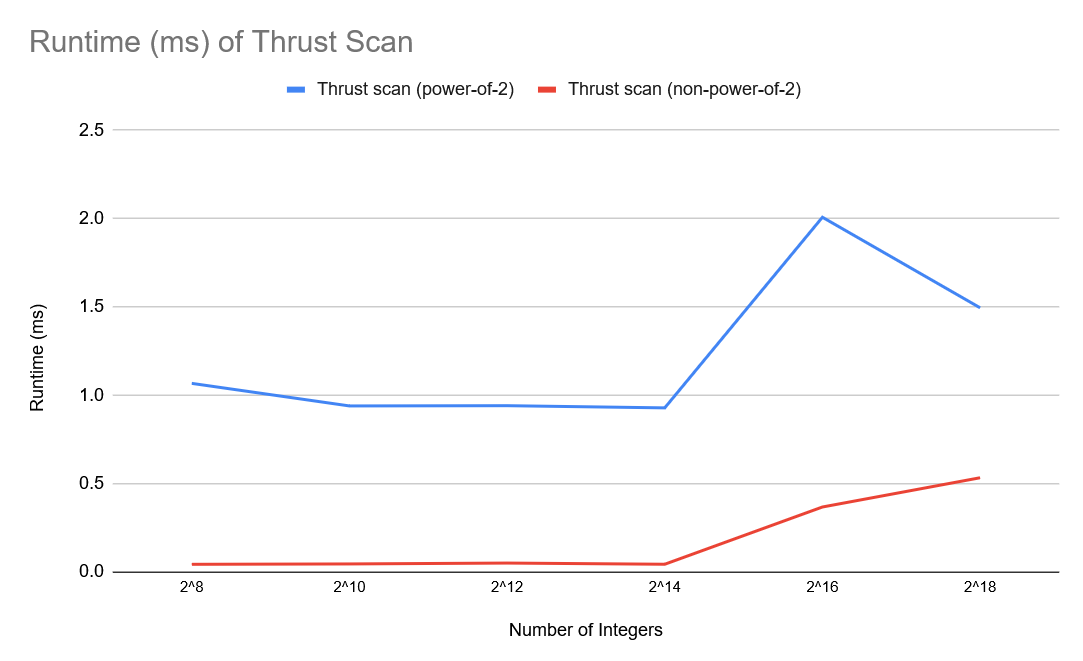 Runtime (ms) of Thrust Scan
Thrust scan (power-of-2) Thrust scan (non-power-of-2)
2.5
2.0
1.5
1.0
0.5
0.0
Runtime (ms)
2^8 2^10 2^12 2^14 2^16 2^18
Number of Integers